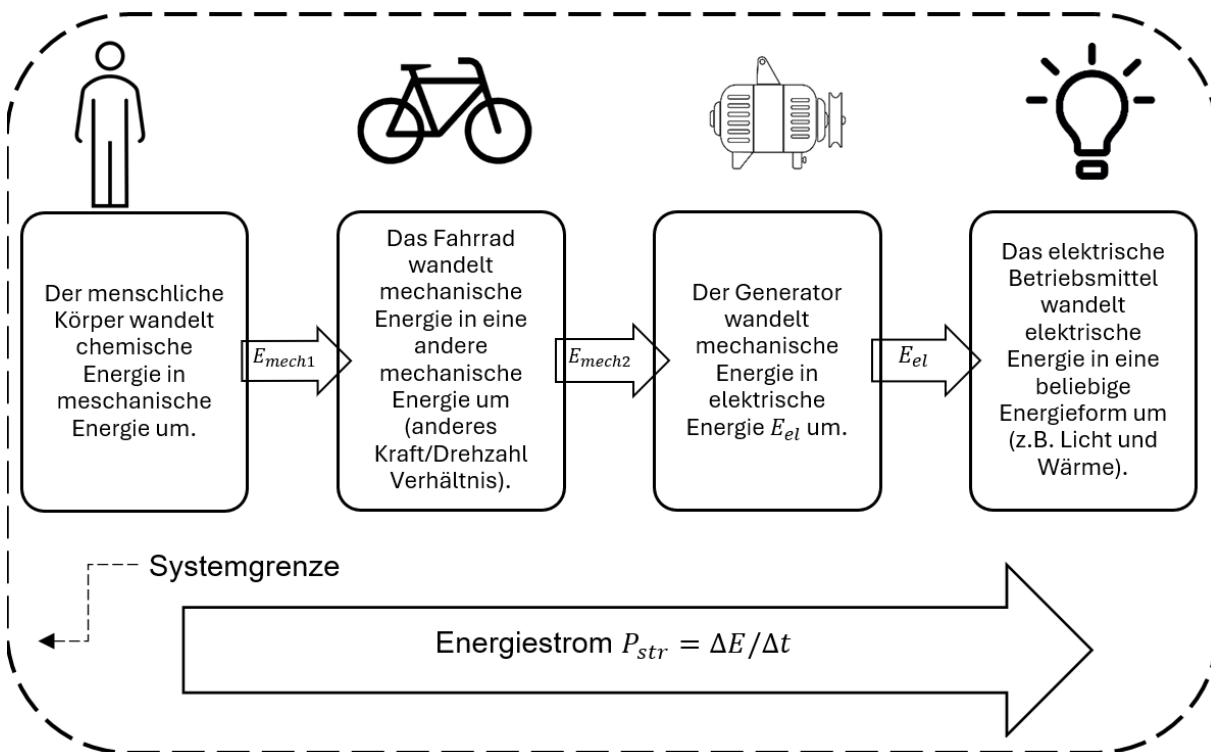 Der menschliche
Körper wandelt
chemische
Energie in
meschanische
Energie um.
E_mech1
Das Fahrrad
wandelt
mechanische
Energie in eine
andere
mechanische
Energie um
(anderes
Kraft/Drehzahl
Verhältnis).
E_mech2
Der Generator
wandelt
mechanische
Energie in
elektrische
Energie E_el um.
E_el
Das elektrische
Betriebsmittel
wandelt
elektrische
Energie in eine
beliebige
Energieform um
(z.B. Licht und
Wärme).
Systemgrenze
Energiestrom P_str = ΔE/Δt